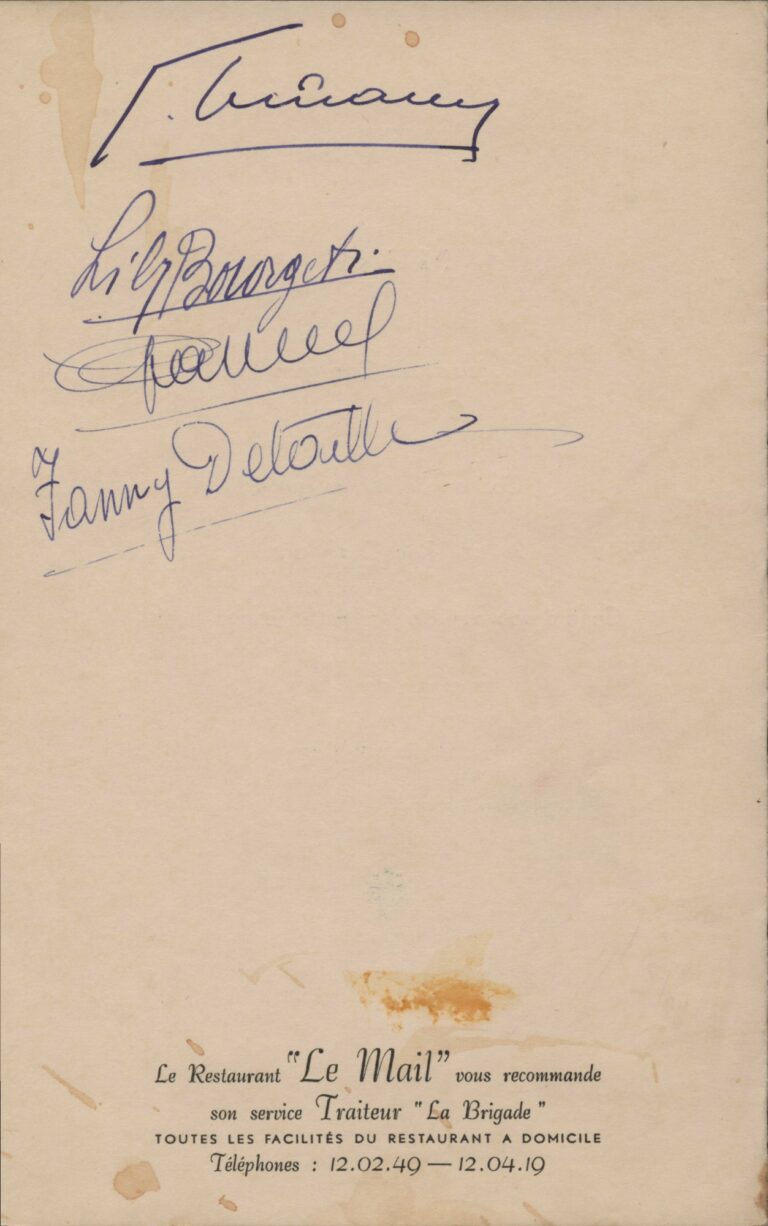 Lily Bourget
Fanny
Le Restaurant "Le Mail" vous recommande
son service Traiteur "La Brigade"
TOUTES LES FACILITÉS DU RESTAURANT A DOMICILE
Téléphones : 12.02.49 — 12.04.19